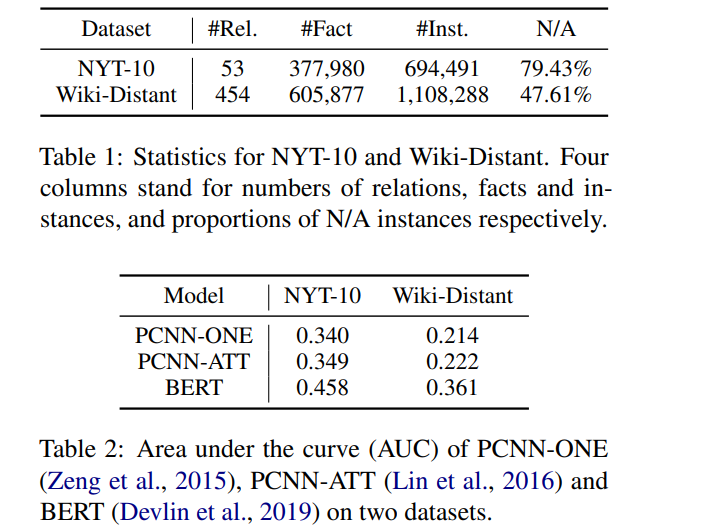 Dataset #Rel. #Fact #Inst. N/A
NYT-10 53 377,980 694,491 79.43%
Wiki-Distant 454 605,877 1,108,288 47.61%
Table 1: Statistics for NYT-10 and Wiki-Distant. Four
columns stand for numbers of relations, facts and in-
stances, and proportions of N/A instances respectively.
Model NYT-10 Wiki-Distant
PCNN-ONE 0.340 0.214
PCNN-ATT 0.349 0.222
BERT 0.458 0.361
Table 2: Area under the curve (AUC) of PCNN-ONE
(Zeng et al., 2015), PCNN-ATT (Lin et al., 2016) and
BERT (Devlin et al., 2019) on two datasets.